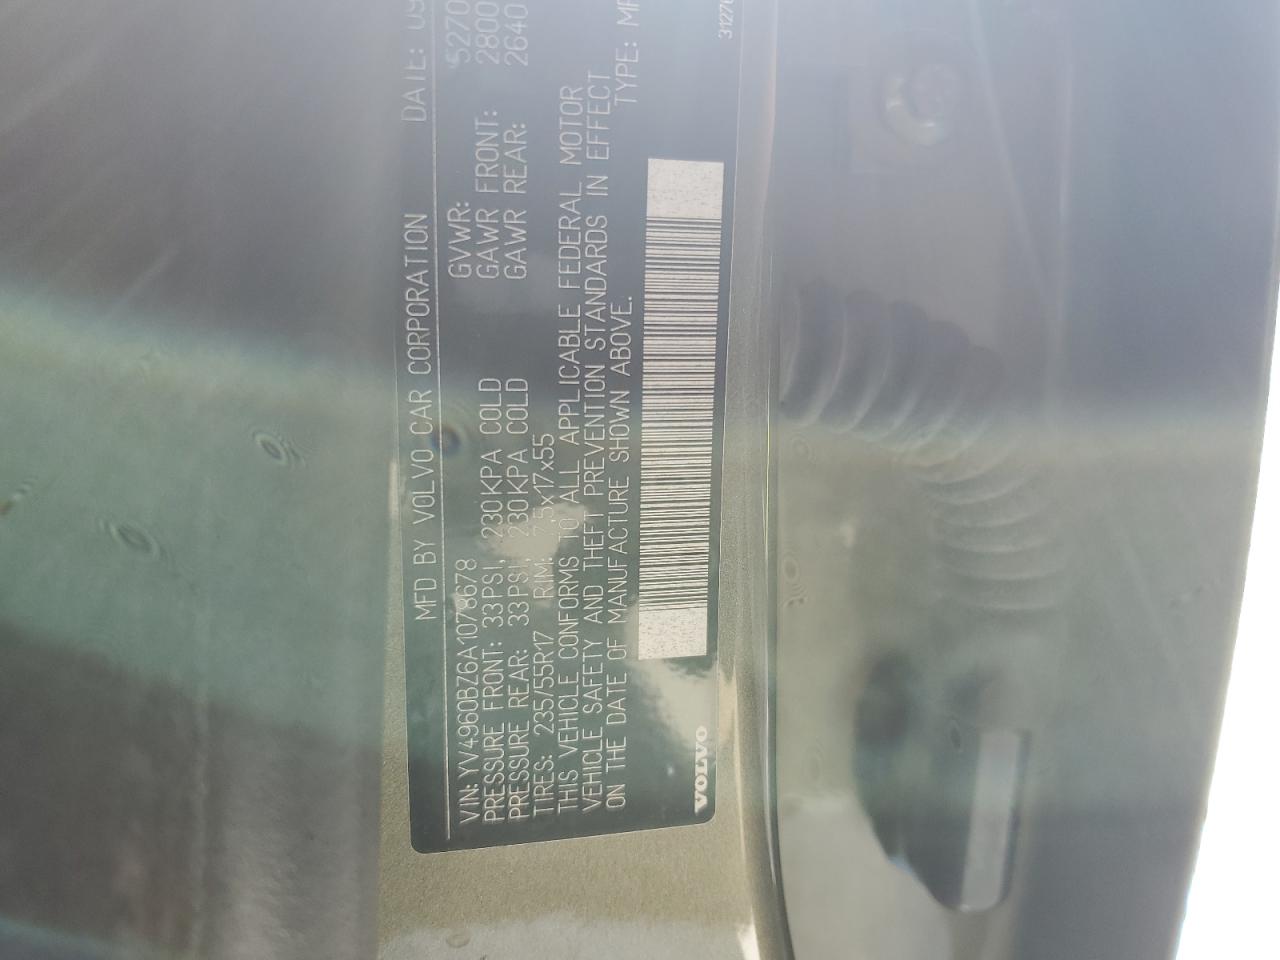 MFD BY VOLVO CAR CORPORATION DATE: 09
VIN: YV4960BZ6A1078678 GVWR: 5270
PRESSURE FRONT: 33PSI, 230KPA COLD GAWR FRONT: 2800
PRESSURE REAR: 33PSI, 230KPA COLD GAWR REAR: 2640
TIRES: 235/55R17 RIM: 7,5x17x55
THIS VEHICLE CONFORMS TO ALL APPLICABLE FEDERAL MOTOR
VEHICLE SAFETY AND THEFT PREVENTION STANDARDS IN EFFECT
ON THE DATE OF MANUFACTURE SHOWN ABOVE. TYPE:
VOLVO